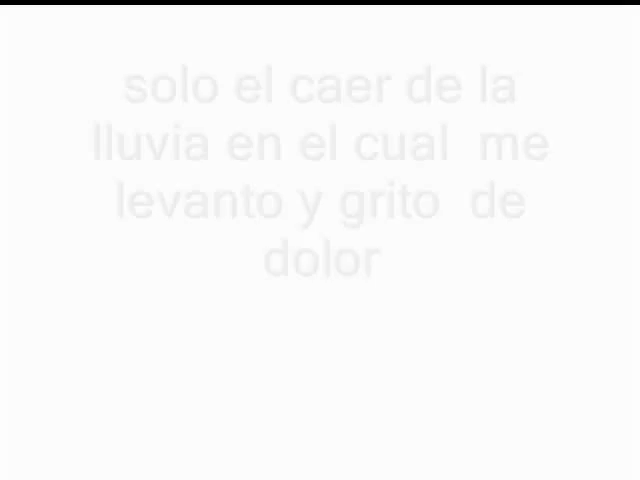 solo el caer de la
lluvia en el cual  me
levanto y grito  de
dolor